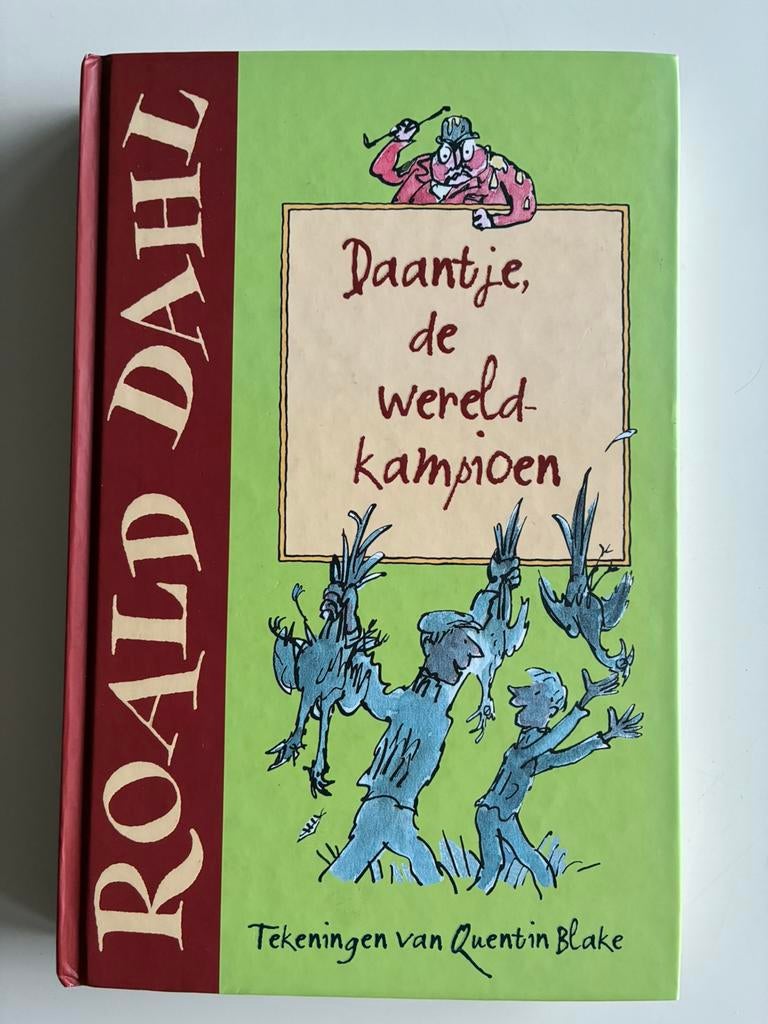 ROALD DAHL
Daantje,
de
wereld-
kampioen
Tekeningen van Quentin Blake